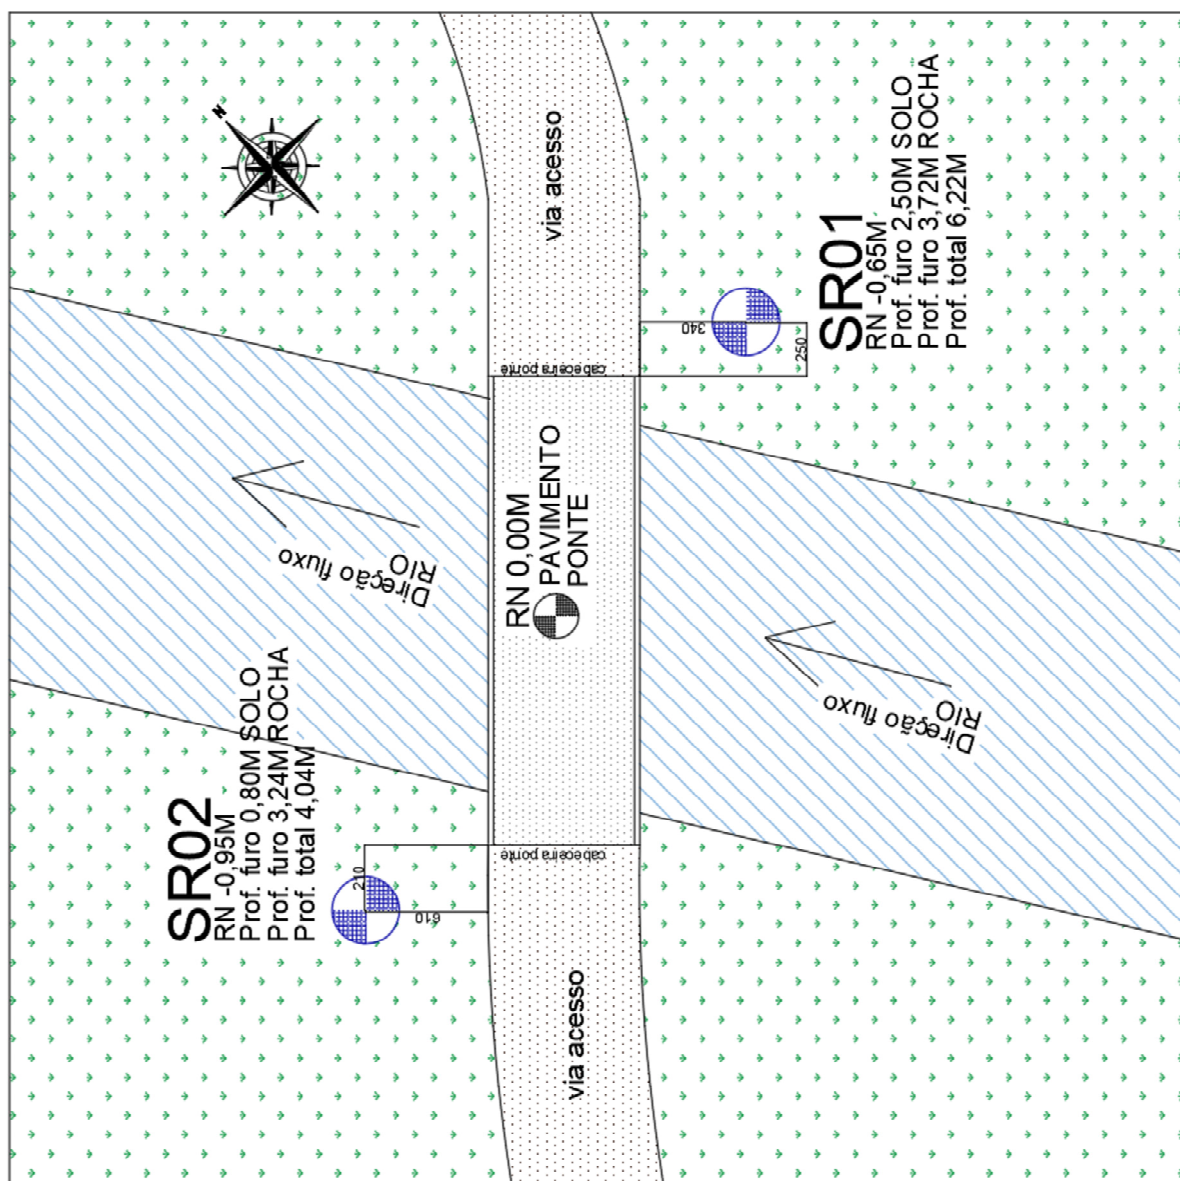 N
via acesso
340
250
SR01
RN -0,65M
Prof. furo 2,50M SOLO
Prof. furo 3,72M ROCHA
Prof. total 6,22M
cabeceira ponte
RN 0,00M
PAVIMENTO
PONTE
Direção fluxo
RIO
Direção fluxo
RIO
SR02
RN -0,95M
Prof. furo 0,80M SOLO
Prof. furo 3,24M ROCHA
Prof. total 4,04M
210
610
cabeceira ponte
via acesso